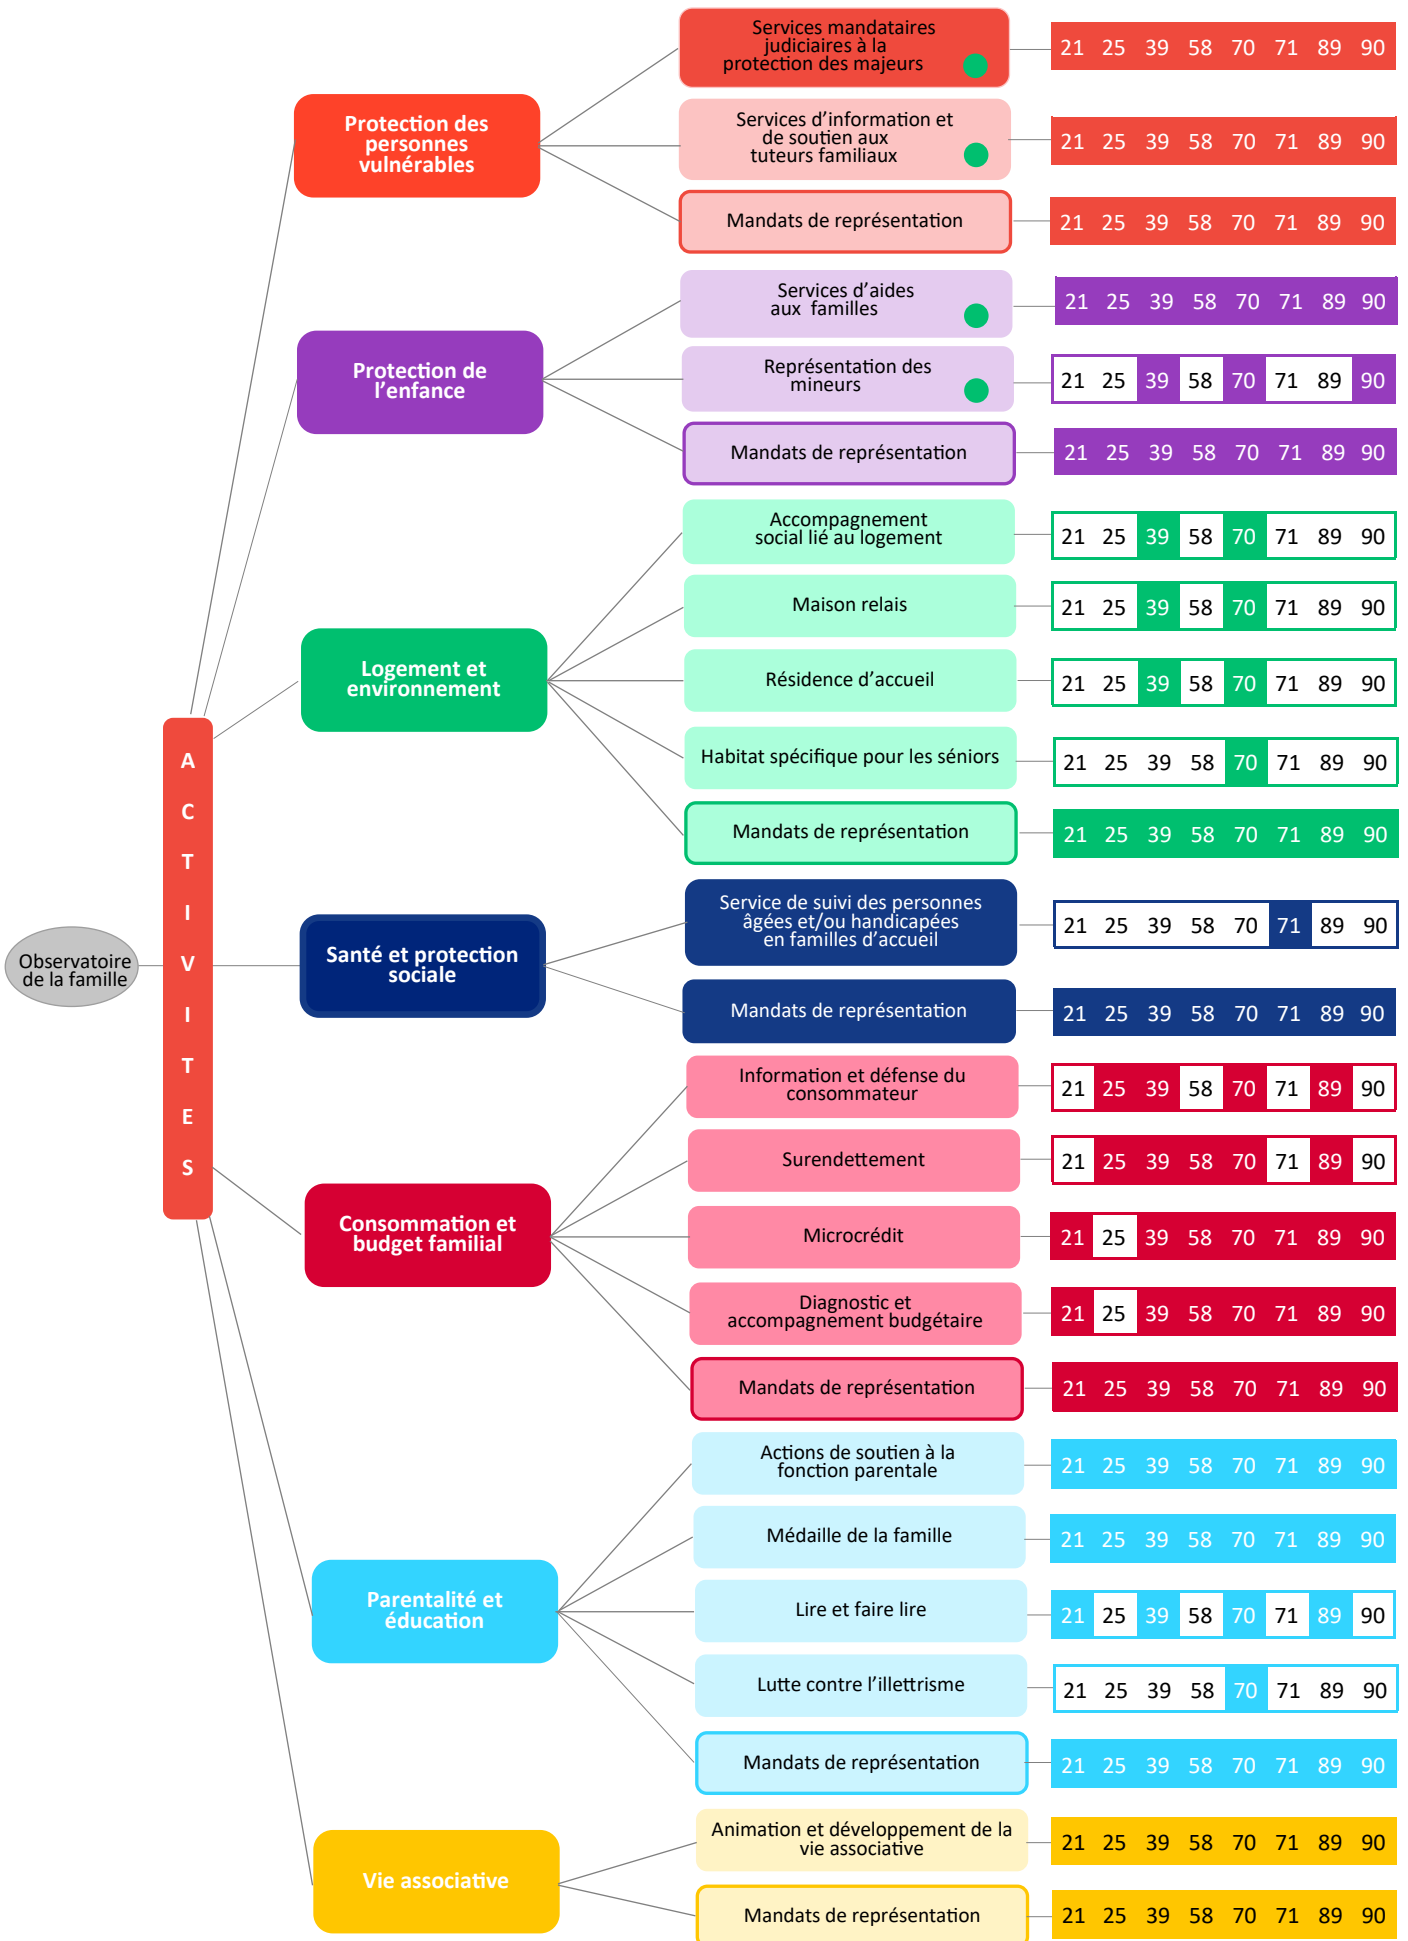 Observatoire
de la famille
A
C
T
I
V
I
T
E
S
Protection des
personnes
vulnérables
Services mandataires
judiciaires à la
protection des majeurs
21 25 39 58 70 71 89 90
Services d’information et
de soutien aux
tuteurs familiaux
21 25 39 58 70 71 89 90
Mandats de représentation
21 25 39 58 70 71 89 90
Protection de
l’enfance
Services d’aides
aux familles
21 25 39 58 70 71 89 90
Représentation des
mineurs
21 25 39 58 70 71 89 90
Mandats de représentation
21 25 39 58 70 71 89 90
Logement et
environnement
Accompagnement
social lié au logement
21 25 39 58 70 71 89 90
Maison relais
21 25 39 58 70 71 89 90
Résidence d’accueil
21 25 39 58 70 71 89 90
Habitat spécifique pour les séniors
21 25 39 58 70 71 89 90
Mandats de représentation
21 25 39 58 70 71 89 90
Santé et protection
sociale
Service de suivi des personnes
âgées et/ou handicapées
en familles d’accueil
21 25 39 58 70 71 89 90
Mandats de représentation
21 25 39 58 70 71 89 90
Consommation et
budget familial
Information et défense du
consommateur
21 25 39 58 70 71 89 90
Surendettement
21 25 39 58 70 71 89 90
Microcrédit
21 25 39 58 70 71 89 90
Diagnostic et
accompagnement budgétaire
21 25 39 58 70 71 89 90
Mandats de représentation
21 25 39 58 70 71 89 90
Parentalité et
éducation
Actions de soutien à la
fonction parentale
21 25 39 58 70 71 89 90
Médaille de la famille
21 25 39 58 70 71 89 90
Lire et faire lire
21 25 39 58 70 71 89 90
Lutte contre l’illettrisme
21 25 39 58 70 71 89 90
Mandats de représentation
21 25 39 58 70 71 89 90
Vie associative
Animation et développement de la
vie associative
21 25 39 58 70 71 89 90
Mandats de représentation
21 25 39 58 70 71 89 90